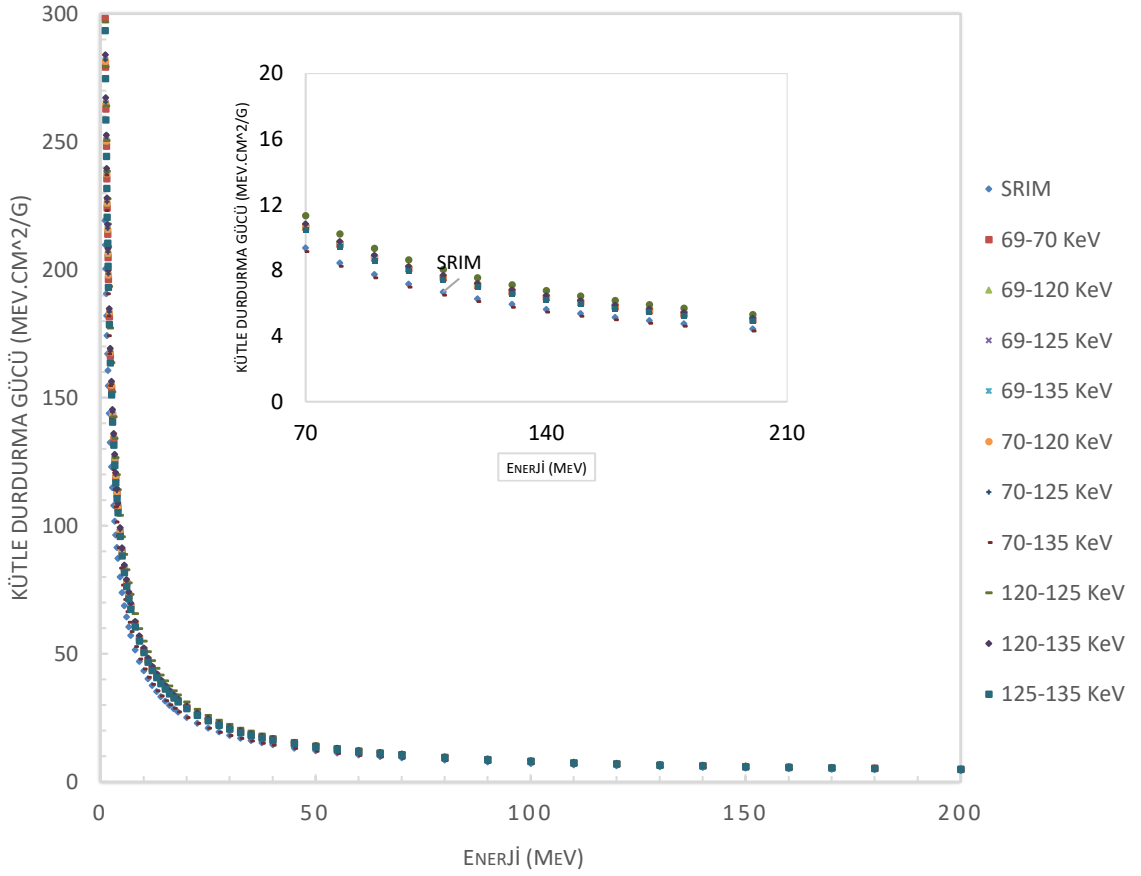 300
250
200
150
100
50
0
KÜTLE DURDURMA GÜCÜ (MEV.CM^2/G)
0
50
100
150
200
ENERJİ (MEV)
20
16
12
8
4
0
KÜTLE DURDURMA GÜCÜ (MEV.CM^2/G)
SRIM
70
140
210
ENERJİ (MEV)
SRIM
69-70 KeV
69-120 KeV
69-125 KeV
69-135 KeV
70-120 KeV
70-125 KeV
70-135 KeV
120-125 KeV
120-135 KeV
125-135 KeV